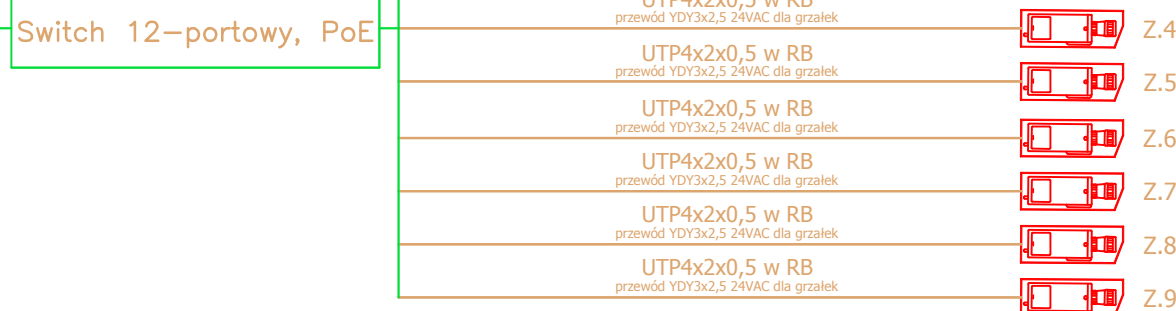 UTP4x2x0,5 w RB
przewód YDY3x2,5 24VAC dla grzałek
Switch 12-portowy, PoE
Z.4
UTP4x2x0,5 w RB
przewód YDY3x2,5 24VAC dla grzałek
Z.5
UTP4x2x0,5 w RB
przewód YDY3x2,5 24VAC dla grzałek
Z.6
UTP4x2x0,5 w RB
przewód YDY3x2,5 24VAC dla grzałek
Z.7
UTP4x2x0,5 w RB
przewód YDY3x2,5 24VAC dla grzałek
Z.8
UTP4x2x0,5 w RB
przewód YDY3x2,5 24VAC dla grzałek
Z.9